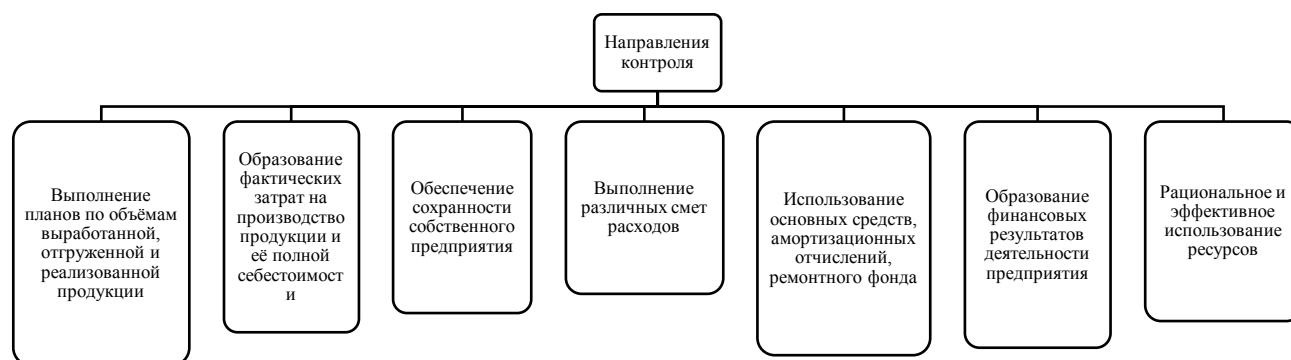 Направления
контроля
Выполнение
планов по объёмам
выработанной,
отгруженной и
реализованной
продукции
Образование
фактических
затрат на
производство
продукции и
её полной
себестоимост
и
Обеспечение
сохранности
собственного
предприятия
Выполнение
различных смет
расходов
Использование
основных средств,
амортизационных
отчислений,
ремонтного фонда
Образование
финансовых
результатов
деятельности
предприятия
Рациональное и
эффективное
использование
ресурсов